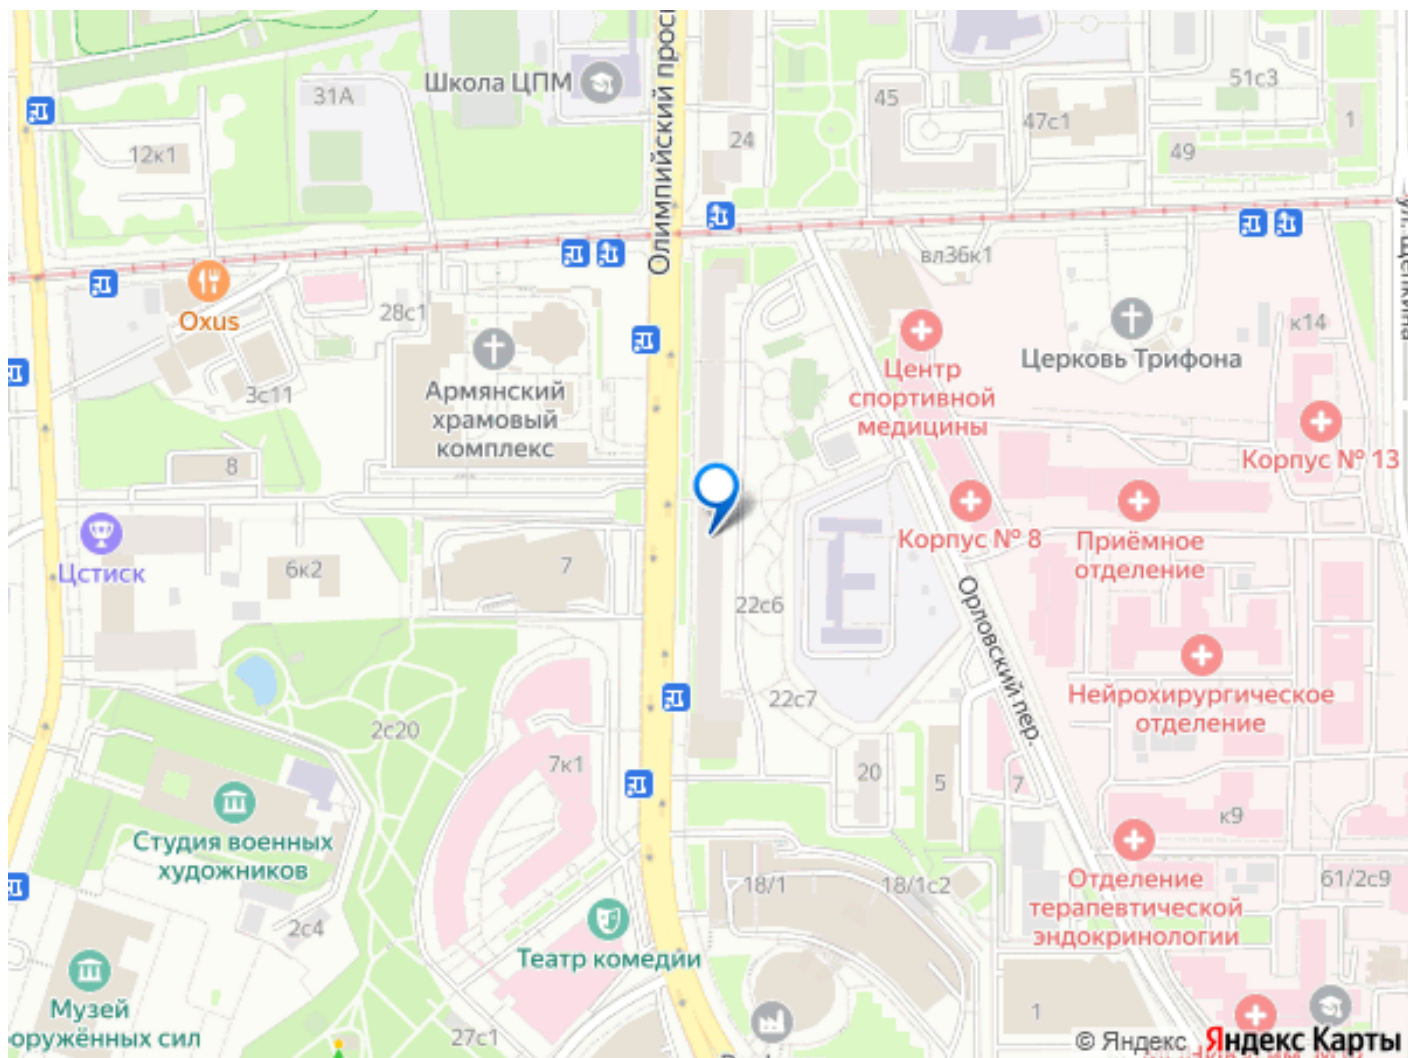 Олимпийский прос
Школа ЦПМ
31А
12к1
24
45
47с1
51с3
1
49
ул. Щепкина
вл36к1
Oxus
28с1
3с11
Армянский
храмовый
комплекс
8
Центр
спортивной
медицины
Церковь Трифона
к14
Корпус № 13
Корпус № 8
Приёмное
отделение
Цстиск
6к2
7
22с6
Орловский пер.
Нейрохирургическое
отделение
22с7
2с20
7к1
20
5
7
к9
Студия военных
художников
2с4
18/1
18/1с2
Отделение
терапевтической
эндокринологии
61/2с9
Театр комедии
Музей
оружённых сил
27с1
1
© Яндекс Яндекс Карты